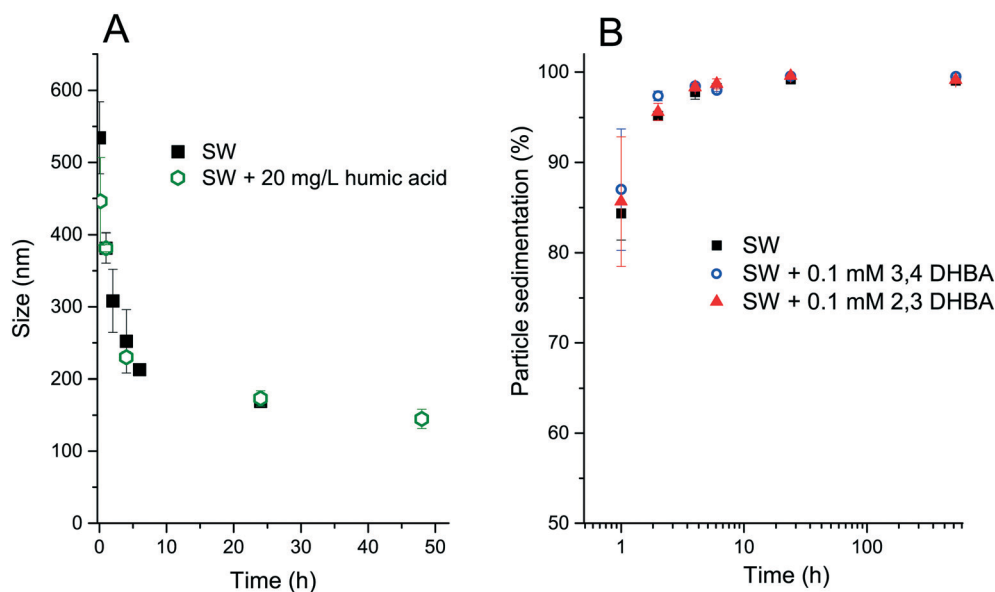 A
600
500
400
300
200
100
0
Size (nm)
SW
SW + 20 mg/L humic acid
0
10
20
30
40
50
Time (h)
B
100
90
80
70
60
50
Particle sedimentation (%)
SW
SW + 0.1 mM 3,4 DHBA
SW + 0.1 mM 2,3 DHBA
1
10
100
Time (h)